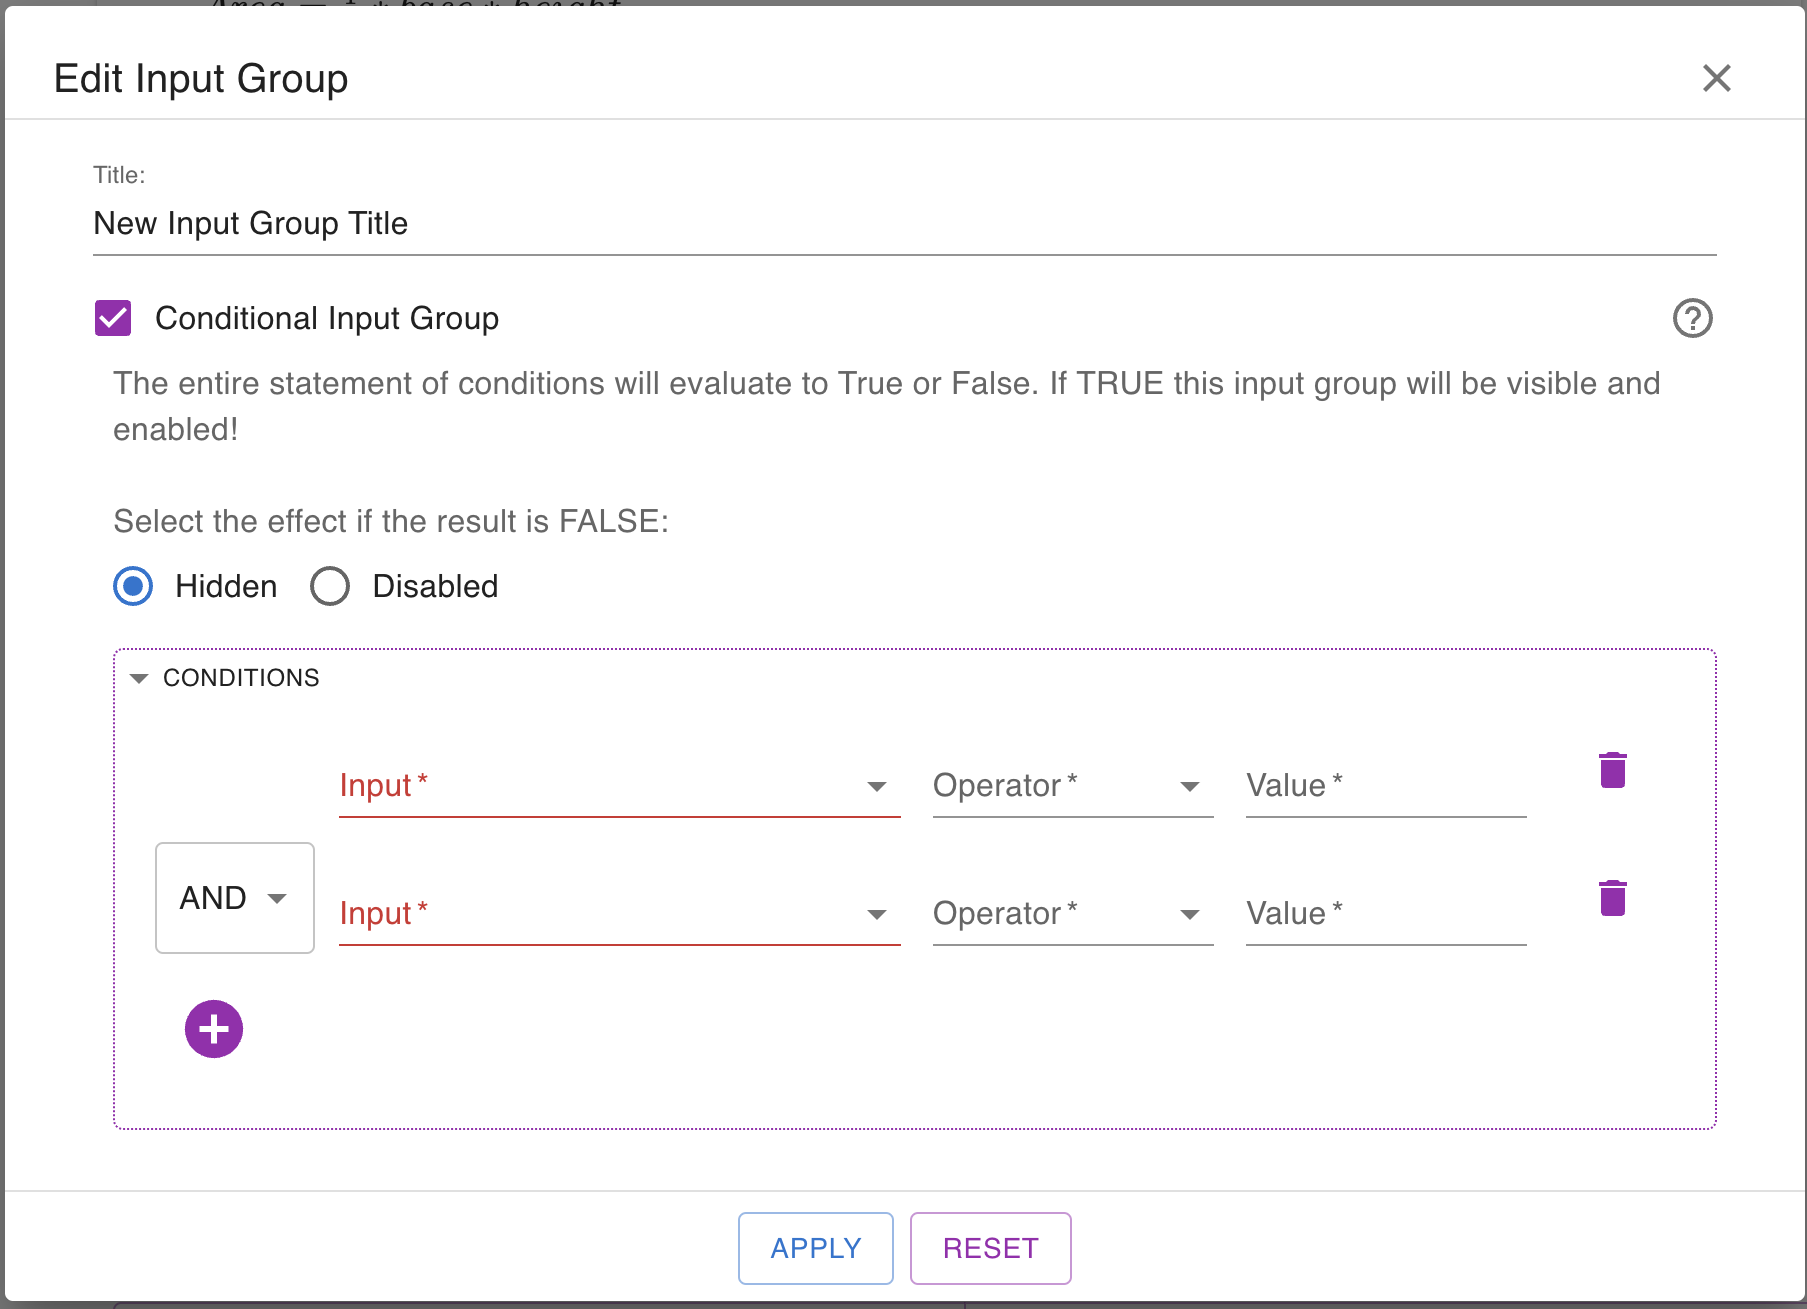 Edit Input Group
Title:
New Input Group Title
Conditional Input Group
The entire statement of conditions will evaluate to True or False. If TRUE this input group will be visible and
enabled!
Select the effect if the result is FALSE:
Hidden Disabled
CONDITIONS
Input * Operator * Value *
AND
Input * Operator * Value *
APPLY RESET